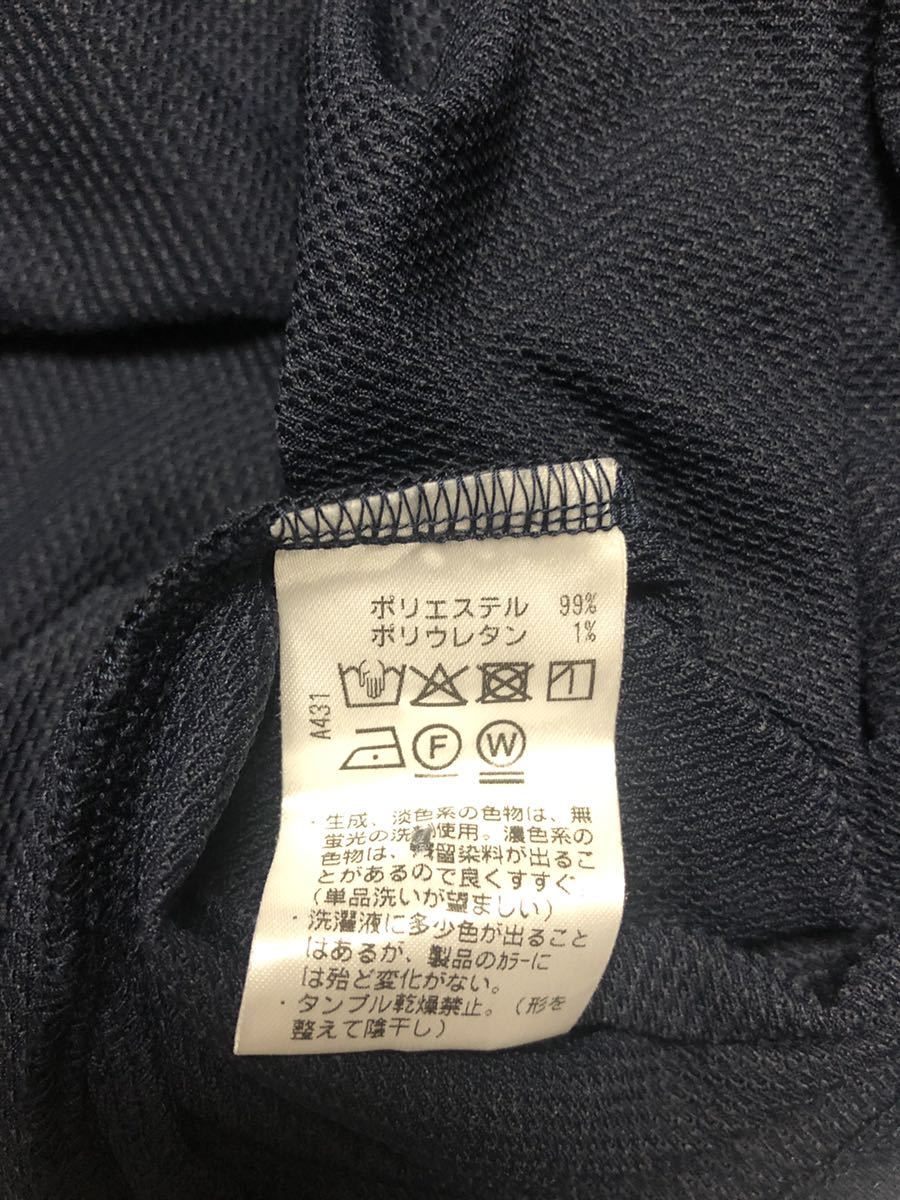 ポリエステル 99%
ポリウレタン 1%
A431
F W
・生成、淡色系の色物は、無
蛍光の洗 使用。濃色系の
色物は、残留染料が出るこ
とがあるので良くすすぐ。
(単品洗いが望ましい)
・洗濯液に多少色が出ること
はあるが、製品のカラーに
は殆ど変化がない。
・タンブル乾燥禁止。(形を
整えて陰干し)